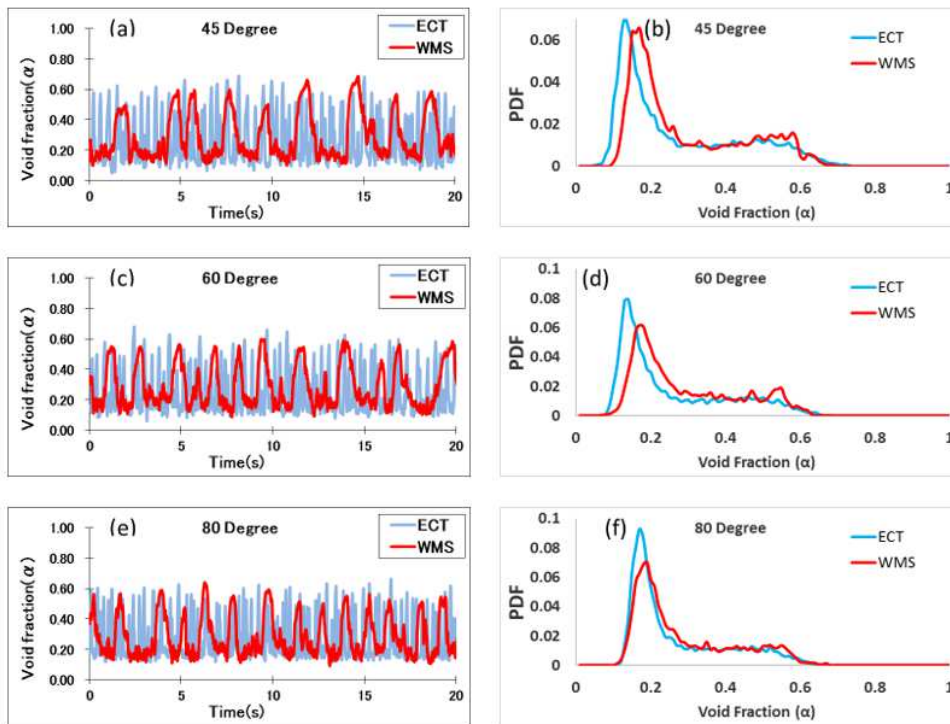 (a)
45 Degree
ECT
WMS
1.00
0.80
0.60
0.40
0.20
0.00
Void fraction(α)
0
5
10
15
20
Time(s)
(b)
45 Degree
ECT
WMS
0.06
0.04
0.02
0
PDF
0
0.2
0.4
0.6
0.8
1
Void Fraction (α)
(c)
60 Degree
ECT
WMS
1.00
0.80
0.60
0.40
0.20
0.00
Void fraction(α)
0
5
10
15
20
Time(s)
(d)
60 Degree
ECT
WMS
0.1
0.08
0.06
0.04
0.02
0
PDF
0
0.2
0.4
0.6
0.8
1
Void Fraction (α)
(e)
80 Degree
ECT
WMS
1.00
0.80
0.60
0.40
0.20
0.00
Void fraction(α)
0
5
10
15
20
Time(s)
(f)
80 Degree
ECT
WMS
0.1
0.08
0.06
0.04
0.02
0
PDF
0
0.2
0.4
0.6
0.8
1
Void Fraction (α)